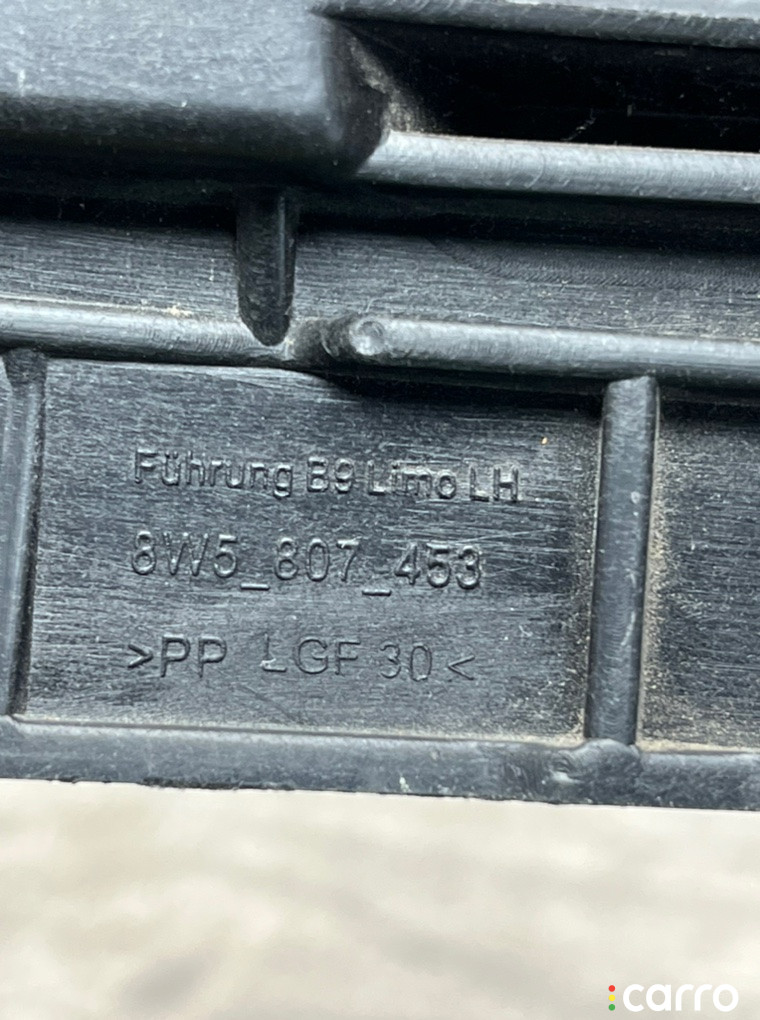 Führung B9 Limo LH
8W5_807_453
>PP LGF 30<
carro